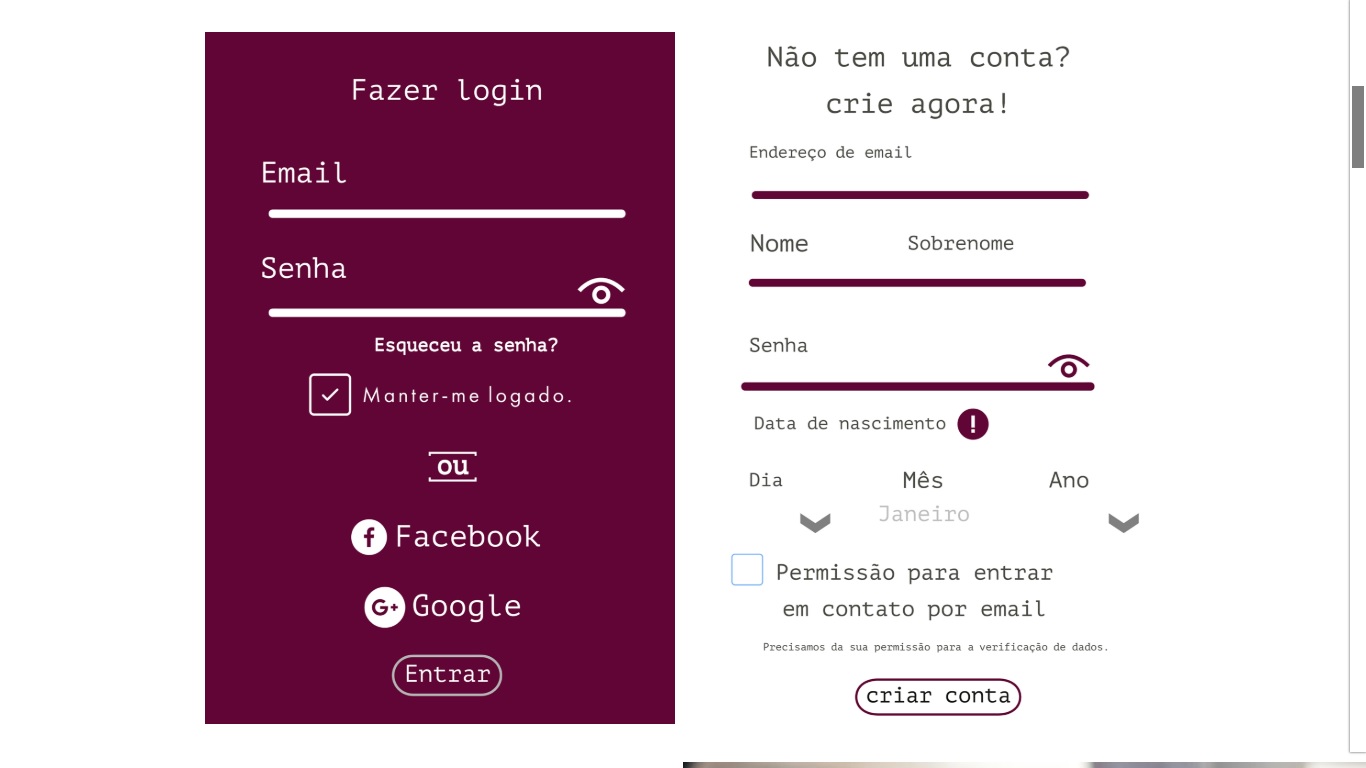 Fazer login
Email
Senha
Esqueceu a senha?
Manter-me logado.
ou
Facebook
G+ Google
Entrar
Não tem uma conta?
crie agora!
Endereço de email
Nome Sobrenome
Senha
Data de nascimento !
Dia Mês Ano
Janeiro
Permissão para entrar
em contato por email
Precisamos da sua permissão para a verificação de dados.
criar conta